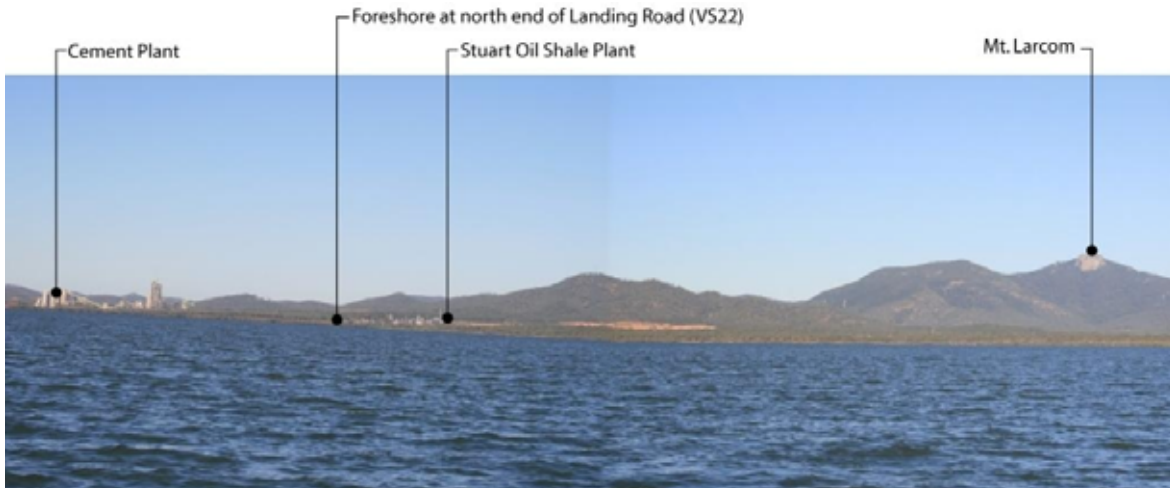 Foreshore at north end of Landing Road (VS22)
Cement Plant
Stuart Oil Shale Plant
Mt. Larcom